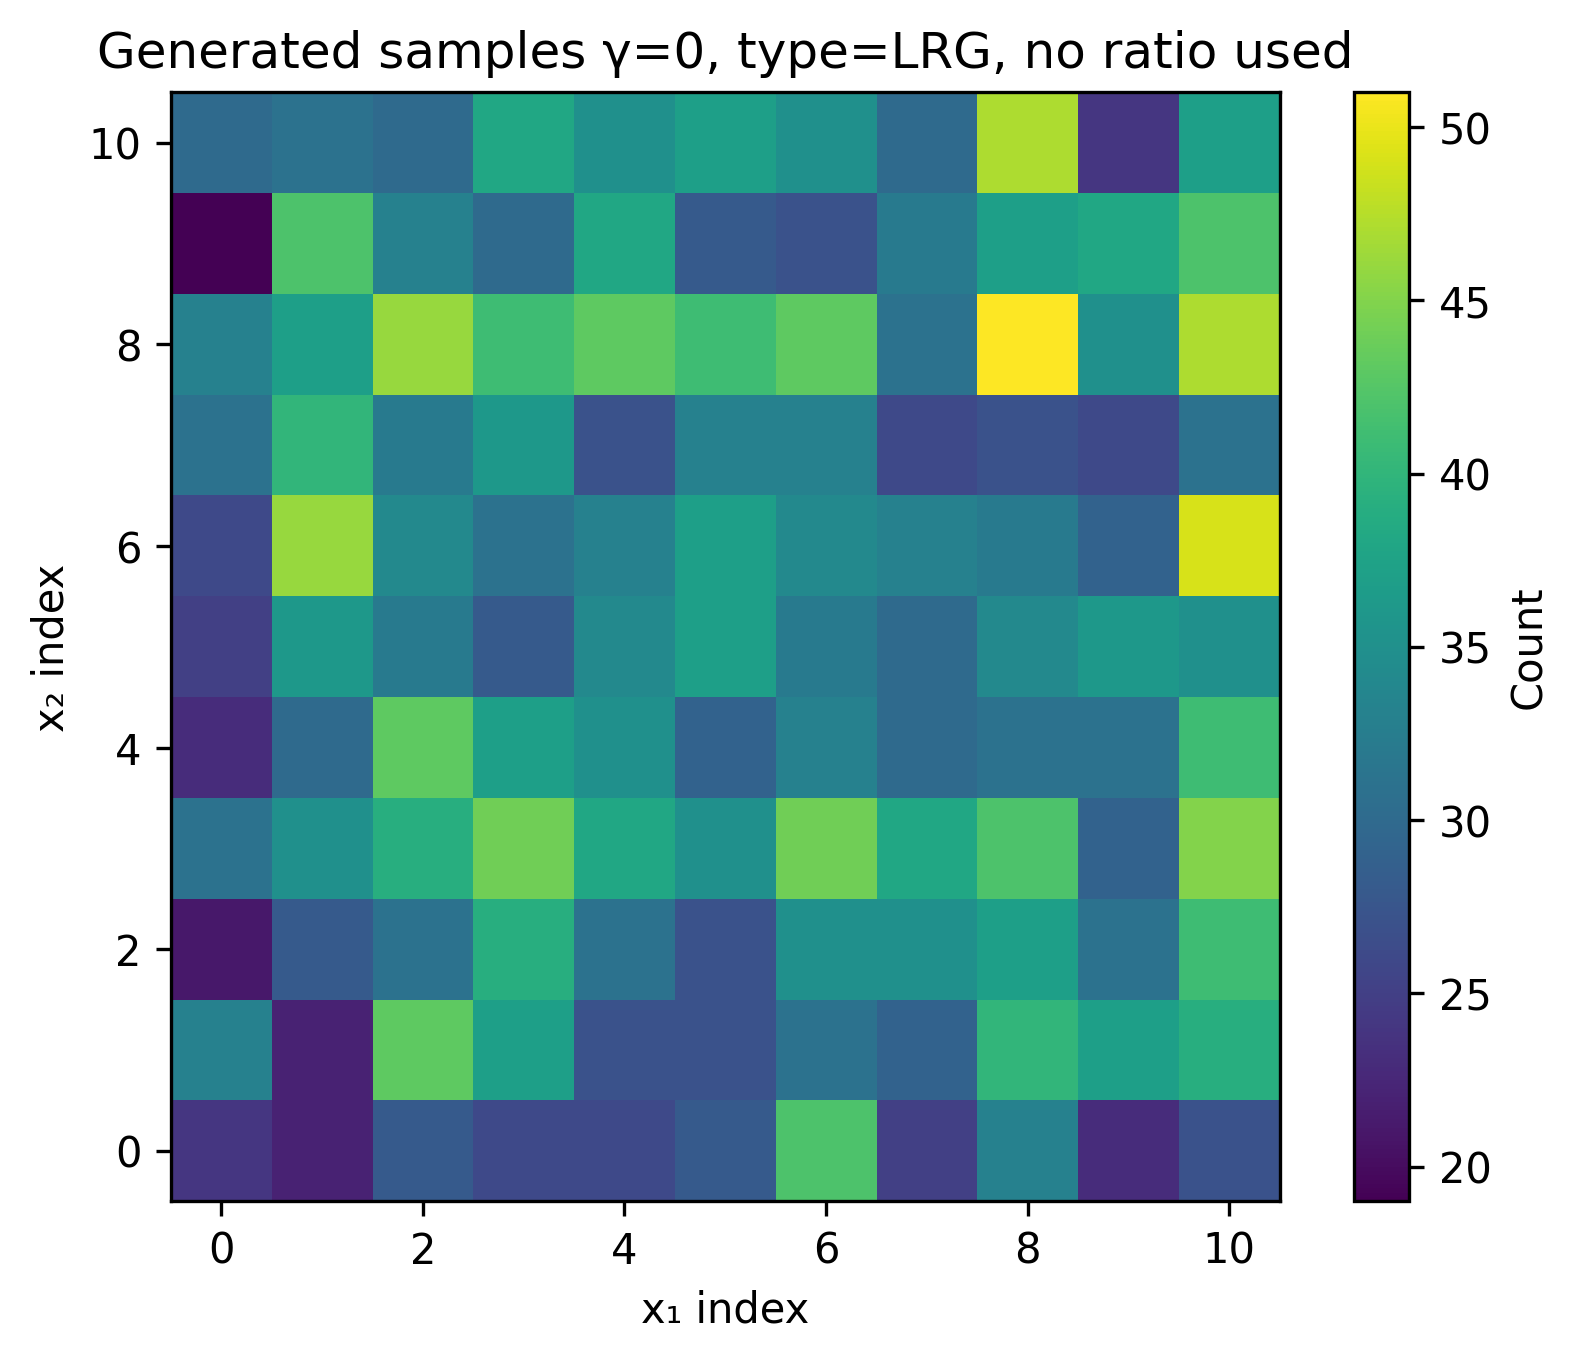 Generated samples γ=0, type=LRG, no ratio used
10
8
6
4
2
0
x₂ index
0 2 4 6 8 10
x₁ index
50
45
40
35
30
25
20
Count